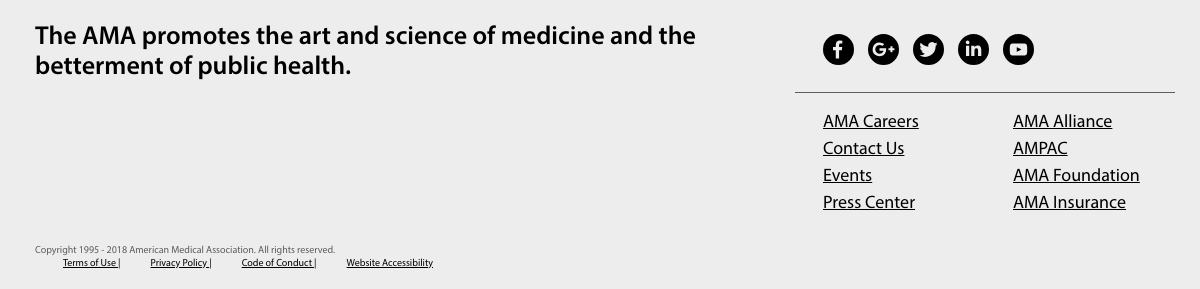 The AMA promotes the art and science of medicine and the
betterment of public health.
AMA Careers
Contact Us
Events
Press Center
AMA Alliance
AMPAC
AMA Foundation
AMA Insurance
Copyright 1995 - 2018 American Medical Association. All rights reserved.
Terms of Use | Privacy Policy | Code of Conduct | Website Accessibility